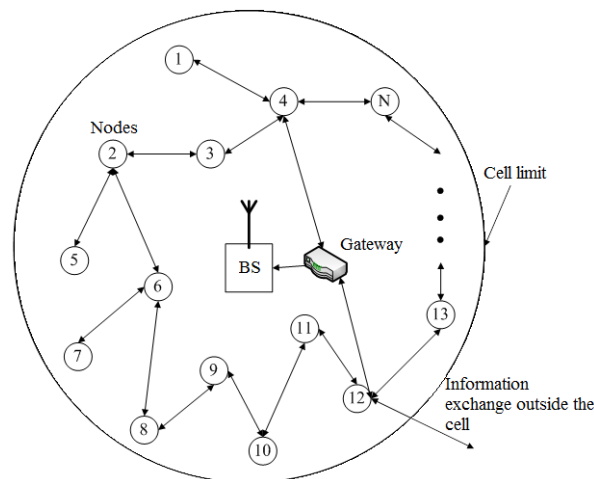 1
4
N
Nodes
2
3
Cell limit
5
BS
Gateway
6
13
11
7
9
12
Information
exchange outside the
cell
8
10